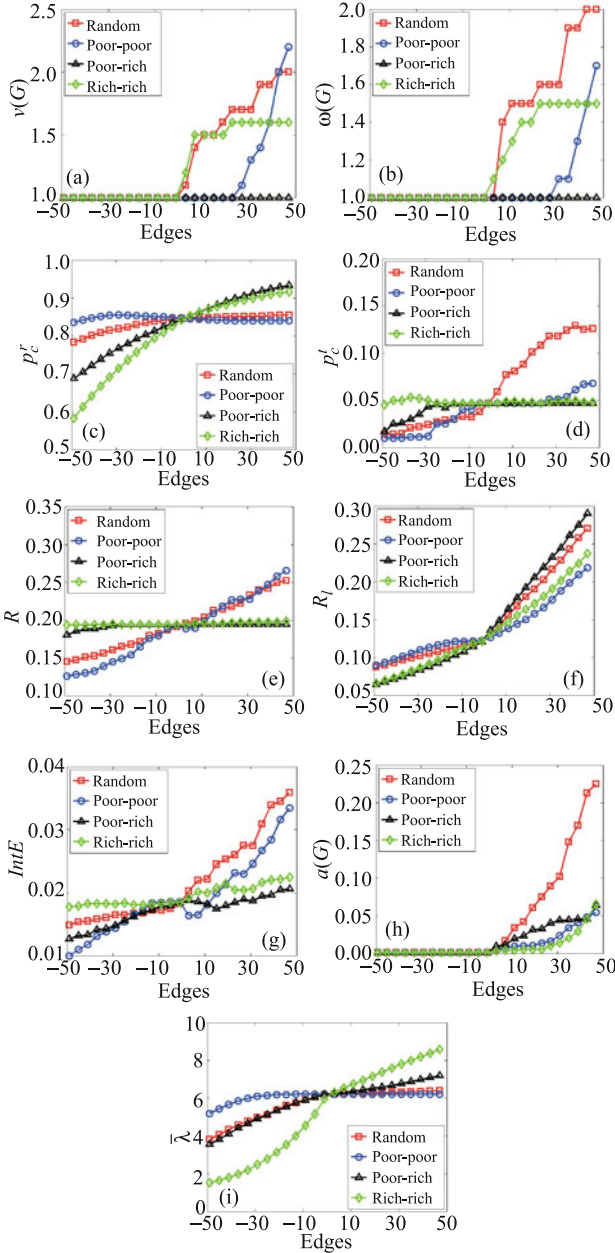 2.5
2.0
1.5
1.0
v(G)
Random
Poor-poor
Poor-rich
Rich-rich
(a)
−50 −30 −10 10 30 50
Edges
2.0
1.8
1.6
1.4
1.2
1.0
ω(G)
Random
Poor-poor
Poor-rich
Rich-rich
(b)
−50 −30 −10 10 30 50
Edges
1.0
0.9
0.8
0.7
0.6
0.5
p_c^r
Random
Poor-poor
Poor-rich
Rich-rich
(c)
−50 −30 −10 10 30 50
Edges
0.20
0.15
0.10
0.05
0.00
p_c^t
Random
Poor-poor
Poor-rich
Rich-rich
(d)
−50 −30 −10 10 30 50
Edges
0.35
0.30
0.25
0.20
0.15
0.10
R
Random
Poor-poor
Poor-rich
Rich-rich
(e)
−50 −30 −10 10 30 50
Edges
0.30
0.25
0.20
0.15
0.10
0.05
R_l
Random
Poor-poor
Poor-rich
Rich-rich
(f)
−50 −30 −10 10 30 50
Edges
0.04
0.03
0.02
0.01
IntE
Random
Poor-poor
Poor-rich
Rich-rich
(g)
−50 −30 −10 10 30 50
Edges
0.25
0.20
0.15
0.10
0.05
0.00
a(G)
Random
Poor-poor
Poor-rich
Rich-rich
(h)
−50 −30 −10 10 30 50
Edges
10
8
6
4
2
0
λ̄
Random
Poor-poor
Poor-rich
Rich-rich
(i)
−50 −30 −10 10 30 50
Edges